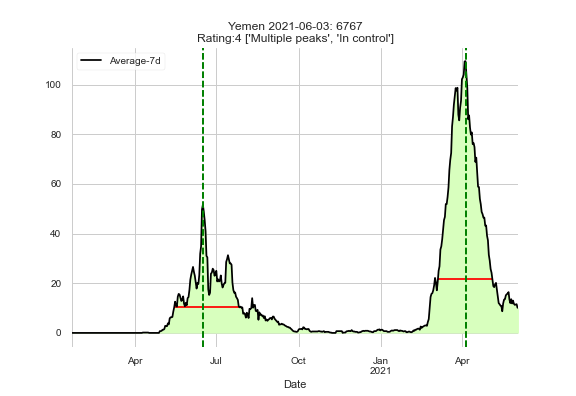 Yemen 2021-06-03: 6767
Rating:4 ['Multiple peaks', 'In control']
Average-7d
100
80
60
40
20
0
Apr
Jul
Oct
Jan
2021
Apr
Date